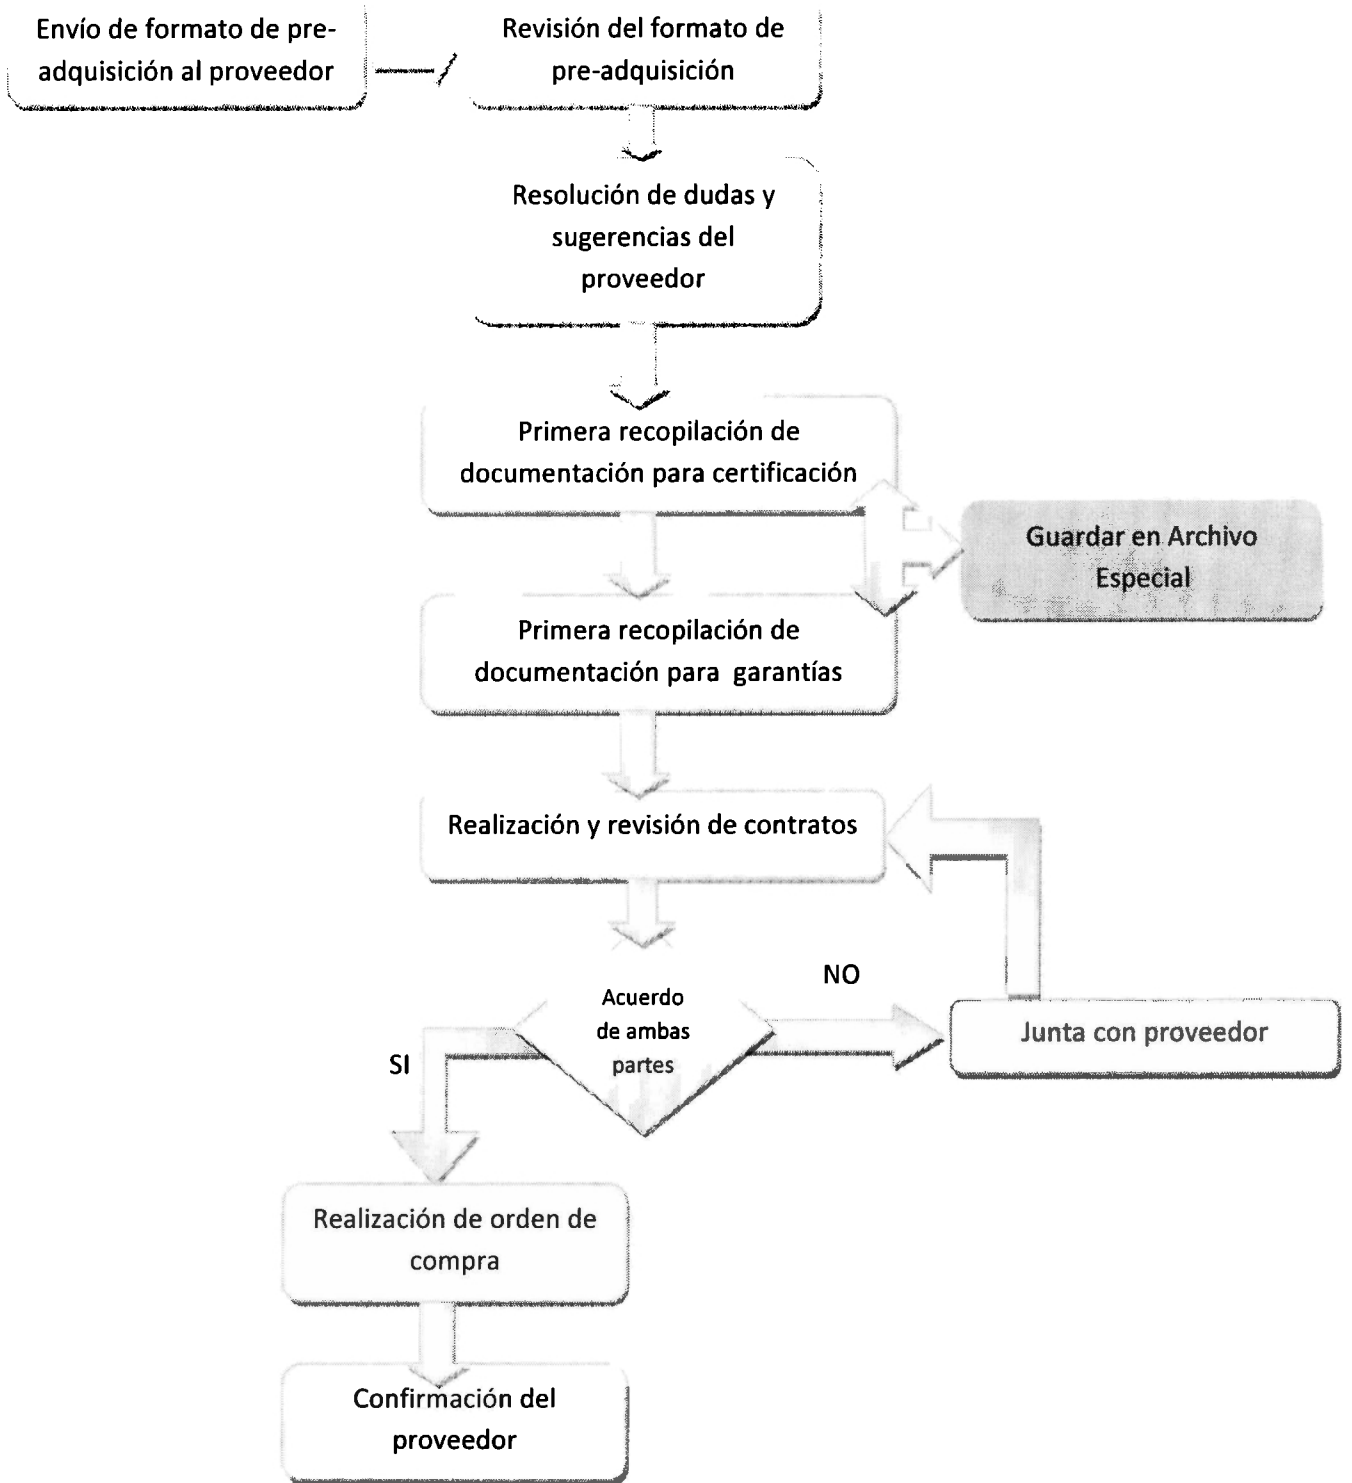 Envío de formato de pre-
adquisición al proveedor
Revisión del formato de
pre-adquisición
Resolución de dudas y
sugerencias del
proveedor
Primera recopilación de
documentación para certificación
Guardar en Archivo
Especial
Primera recopilación de
documentación para garantías
Realización y revisión de contratos
NO
Acuerdo
de ambas
partes
Junta con proveedor
SI
Realización de orden de
compra
Confirmación del
proveedor